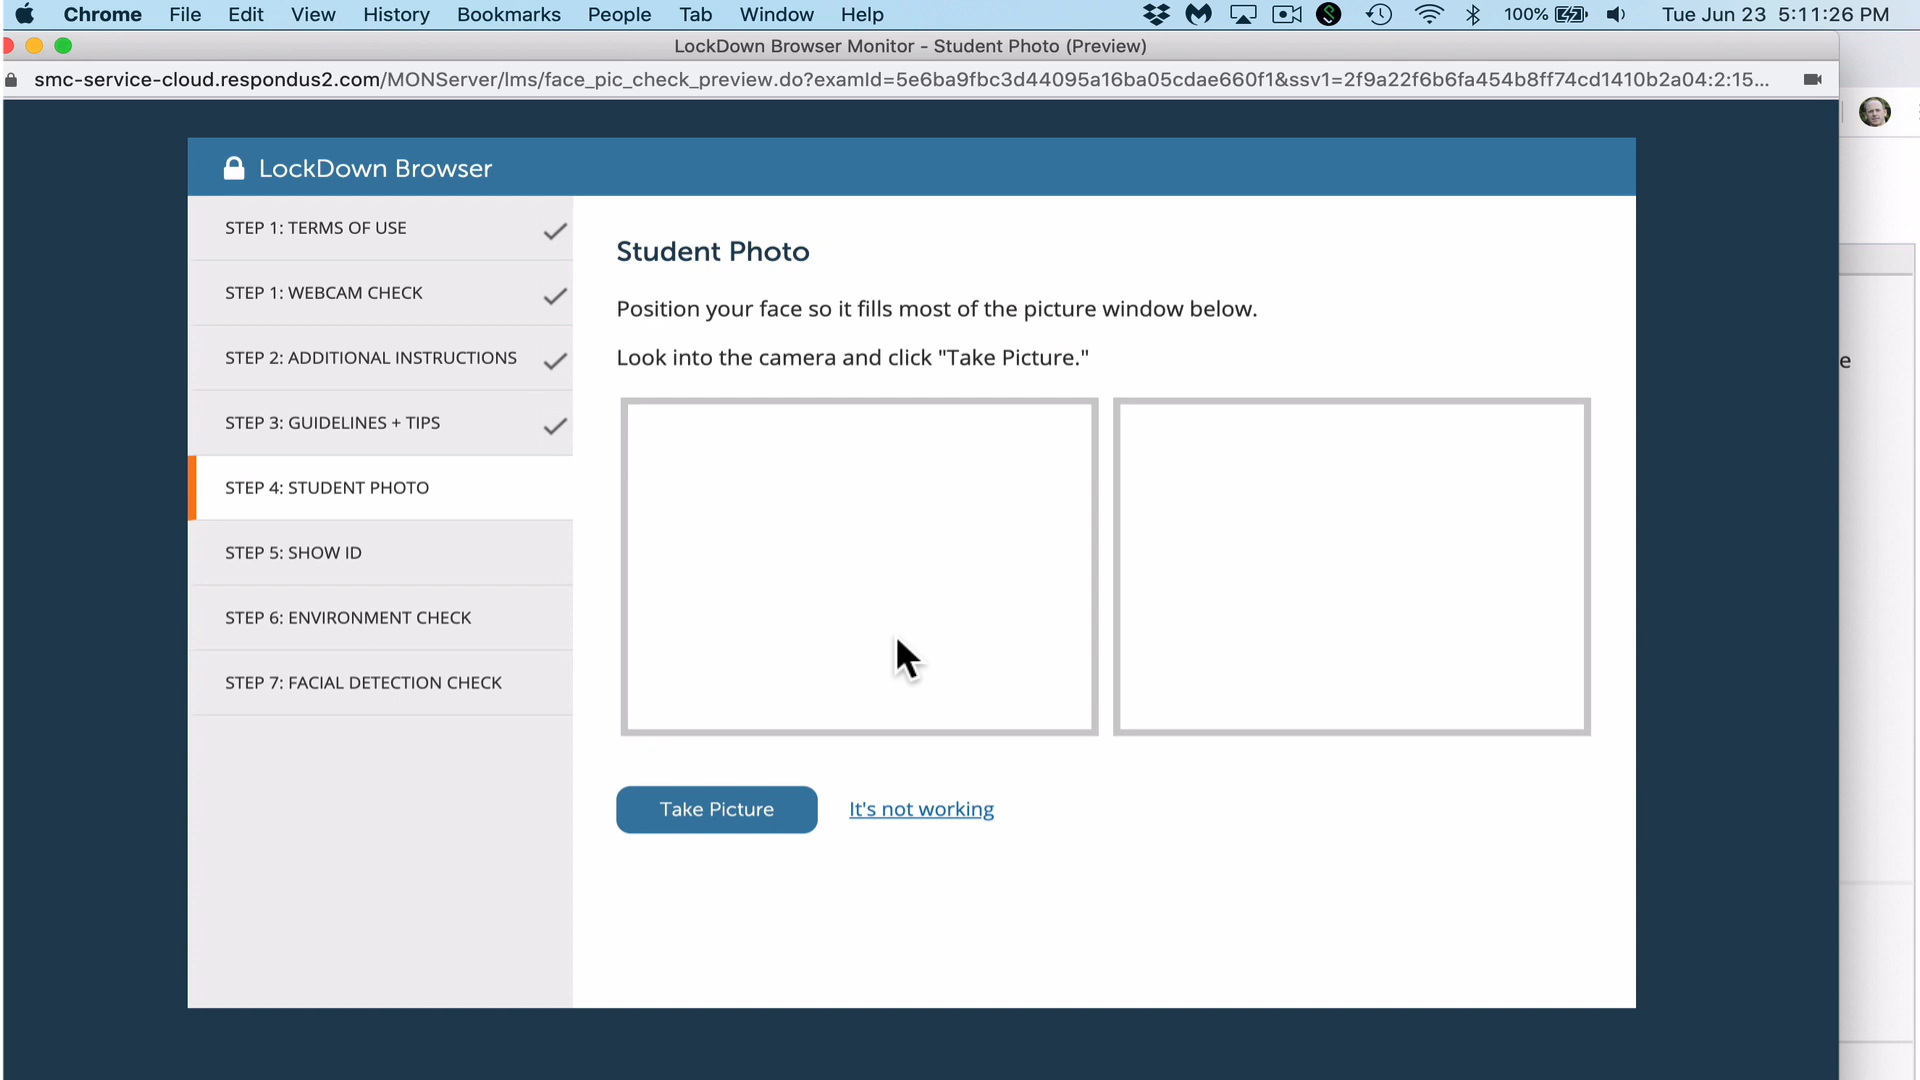 Chrome File Edit View History Bookmarks People Tab Window Help 100% Tue Jun 23 5:11:26 PM
LockDown Browser Monitor - Student Photo (Preview)
smc-service-cloud.respondus2.com/MONServer/lms/face_pic_check_preview.do?examId=5e6ba9fbc3d44095a16ba05cdae660f1&ssv1=2f9a22f6b6fa454b8ff74cd1410b2a04:2:15...
LockDown Browser
STEP 1: TERMS OF USE
STEP 1: WEBCAM CHECK
STEP 2: ADDITIONAL INSTRUCTIONS
STEP 3: GUIDELINES + TIPS
STEP 4: STUDENT PHOTO
STEP 5: SHOW ID
STEP 6: ENVIRONMENT CHECK
STEP 7: FACIAL DETECTION CHECK
Student Photo
Position your face so it fills most of the picture window below.
Look into the camera and click "Take Picture."
Take Picture It's not working
e